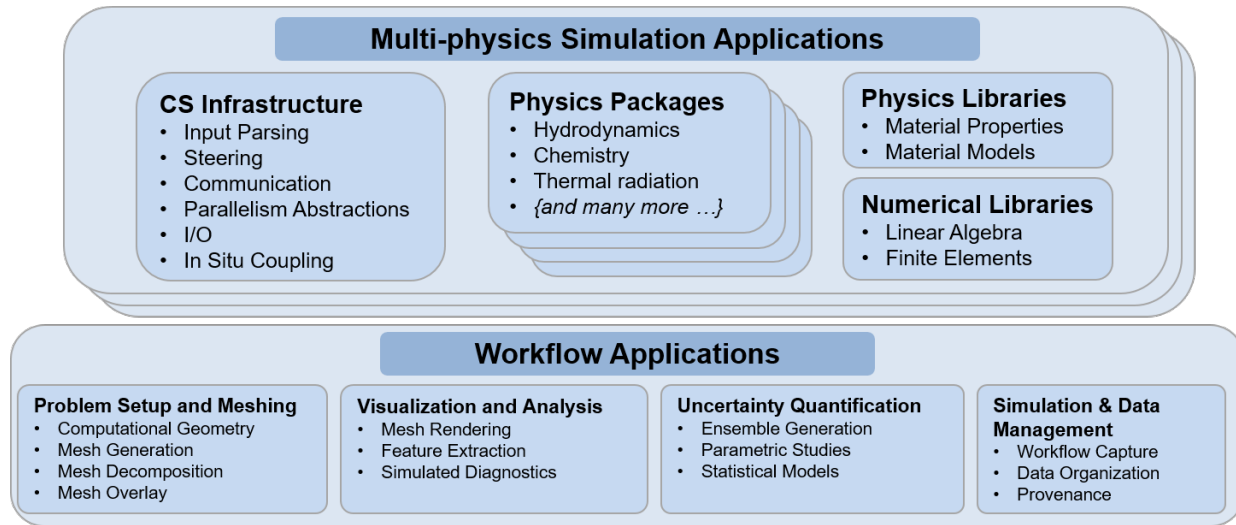 Multi-physics Simulation Applications
CS Infrastructure
• Input Parsing
• Steering
• Communication
• Parallelism Abstractions
• I/O
• In Situ Coupling
Physics Packages
• Hydrodynamics
• Chemistry
• Thermal radiation
• {and many more …}
Physics Libraries
• Material Properties
• Material Models
Numerical Libraries
• Linear Algebra
• Finite Elements
Workflow Applications
Problem Setup and Meshing
• Computational Geometry
• Mesh Generation
• Mesh Decomposition
• Mesh Overlay
Visualization and Analysis
• Mesh Rendering
• Feature Extraction
• Simulated Diagnostics
Uncertainty Quantification
• Ensemble Generation
• Parametric Studies
• Statistical Models
Simulation & Data
Management
• Workflow Capture
• Data Organization
• Provenance